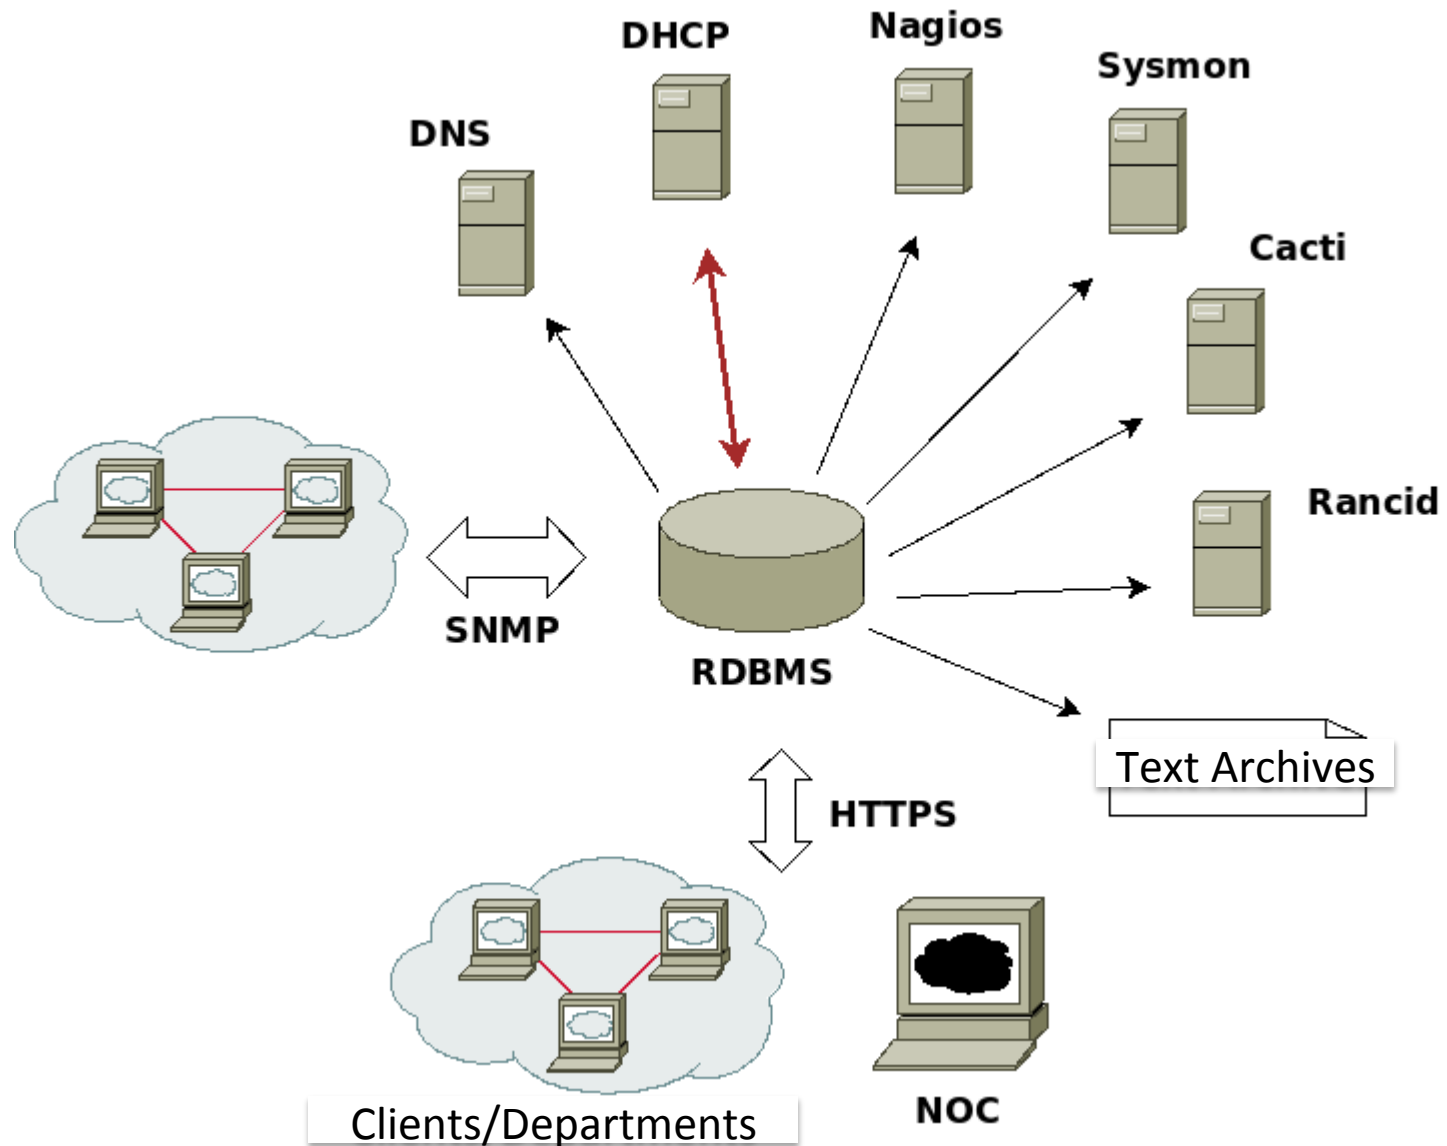 DHCP
Nagios
Sysmon
DNS
Cacti
Rancid
SNMP
RDBMS
Text Archives
HTTPS
NOC
Clients/Departments